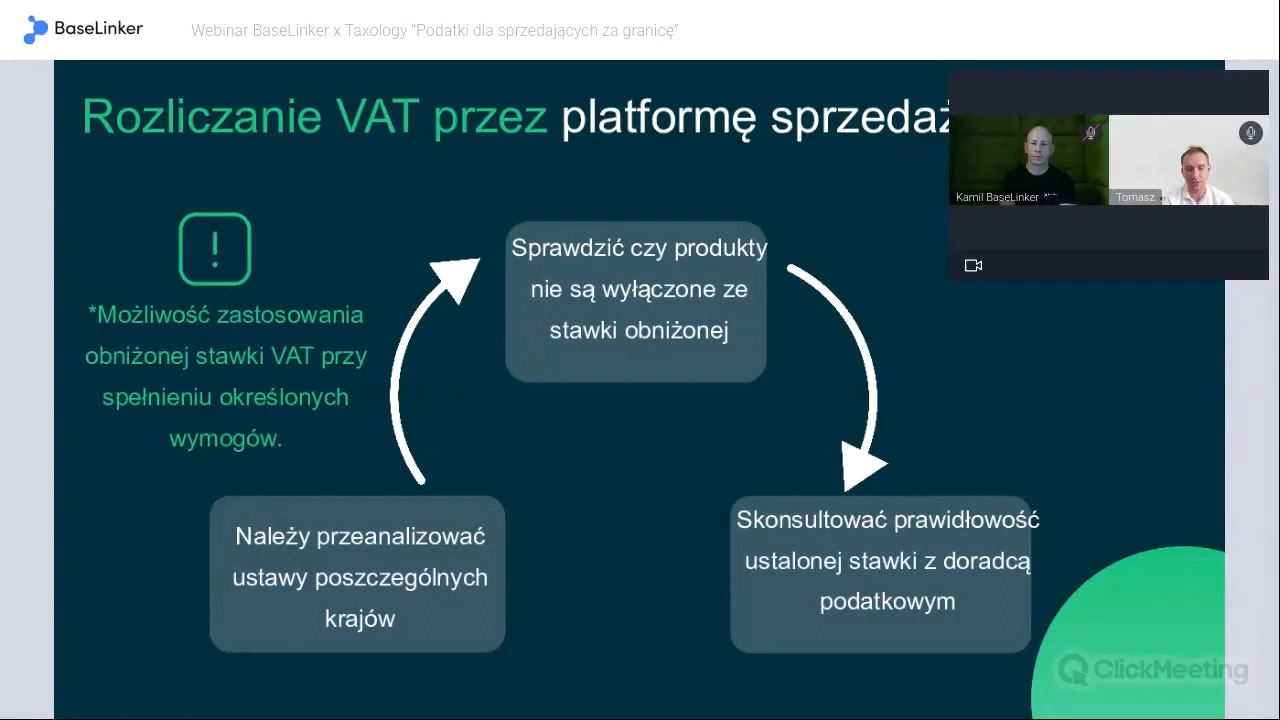 BaseLinker
Webinar BaseLinker x Taxology “Podatki dla sprzedających za granicę”
Rozliczanie VAT przez platformę sprzedaż
Kamil BaseLinker
Tomasz
*Możliwość zastosowania
obniżonej stawki VAT przy
spełnieniu określonych
wymogów.
Sprawdzić czy produkty
nie są wyłączone ze
stawki obniżonej
Należy przeanalizować
ustawy poszczególnych
krajów
Skonsultować prawidłowość
ustalonej stawki z doradcą
podatkowym
ClickMeeting